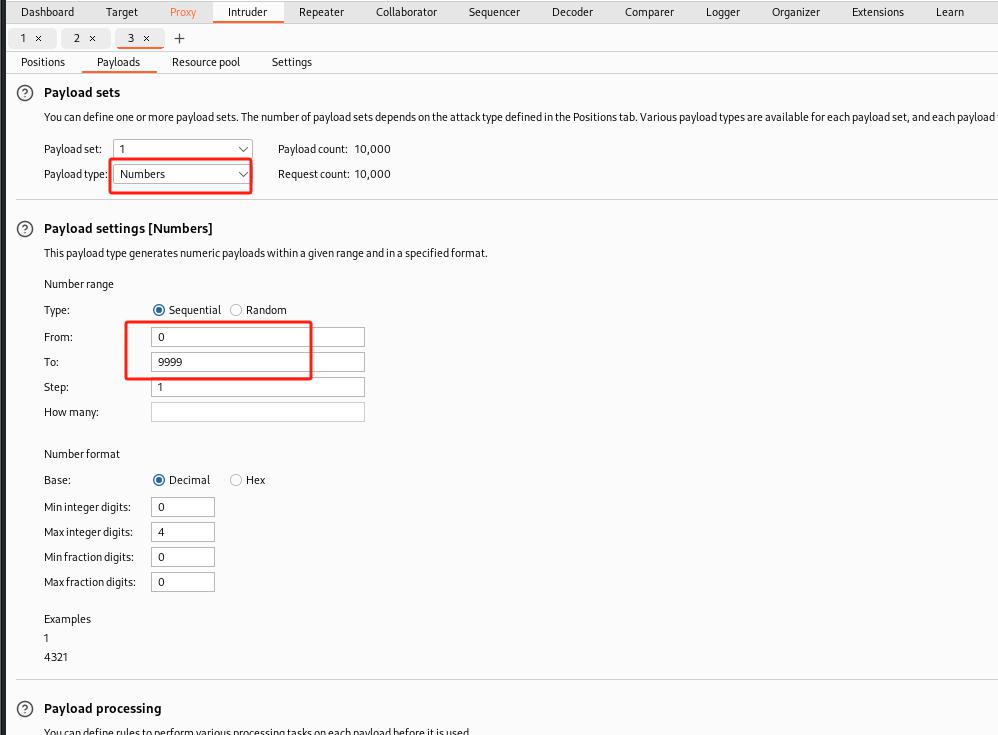 Dashboard Target Proxy Intruder Repeater Collaborator Sequencer Decoder Comparer Logger Organizer Extensions Learn
1 × 2 × 3 × +
Positions Payloads Resource pool Settings
? Payload sets
You can define one or more payload sets. The number of payload sets depends on the attack type defined in the Positions tab. Various payload types are available for each payload set, and each payload
Payload set: 1 Payload count: 10,000
Payload type: Numbers Request count: 10,000
? Payload settings [Numbers]
This payload type generates numeric payloads within a given range and in a specified format.
Number range
Type: Sequential Random
From: 0
To: 9999
Step: 1
How many:
Number format
Base: Decimal Hex
Min integer digits: 0
Max integer digits: 4
Min fraction digits: 0
Max fraction digits: 0
Examples
1
4321
? Payload processing
You can define rules to perform various processing tasks on each payload before it is used.